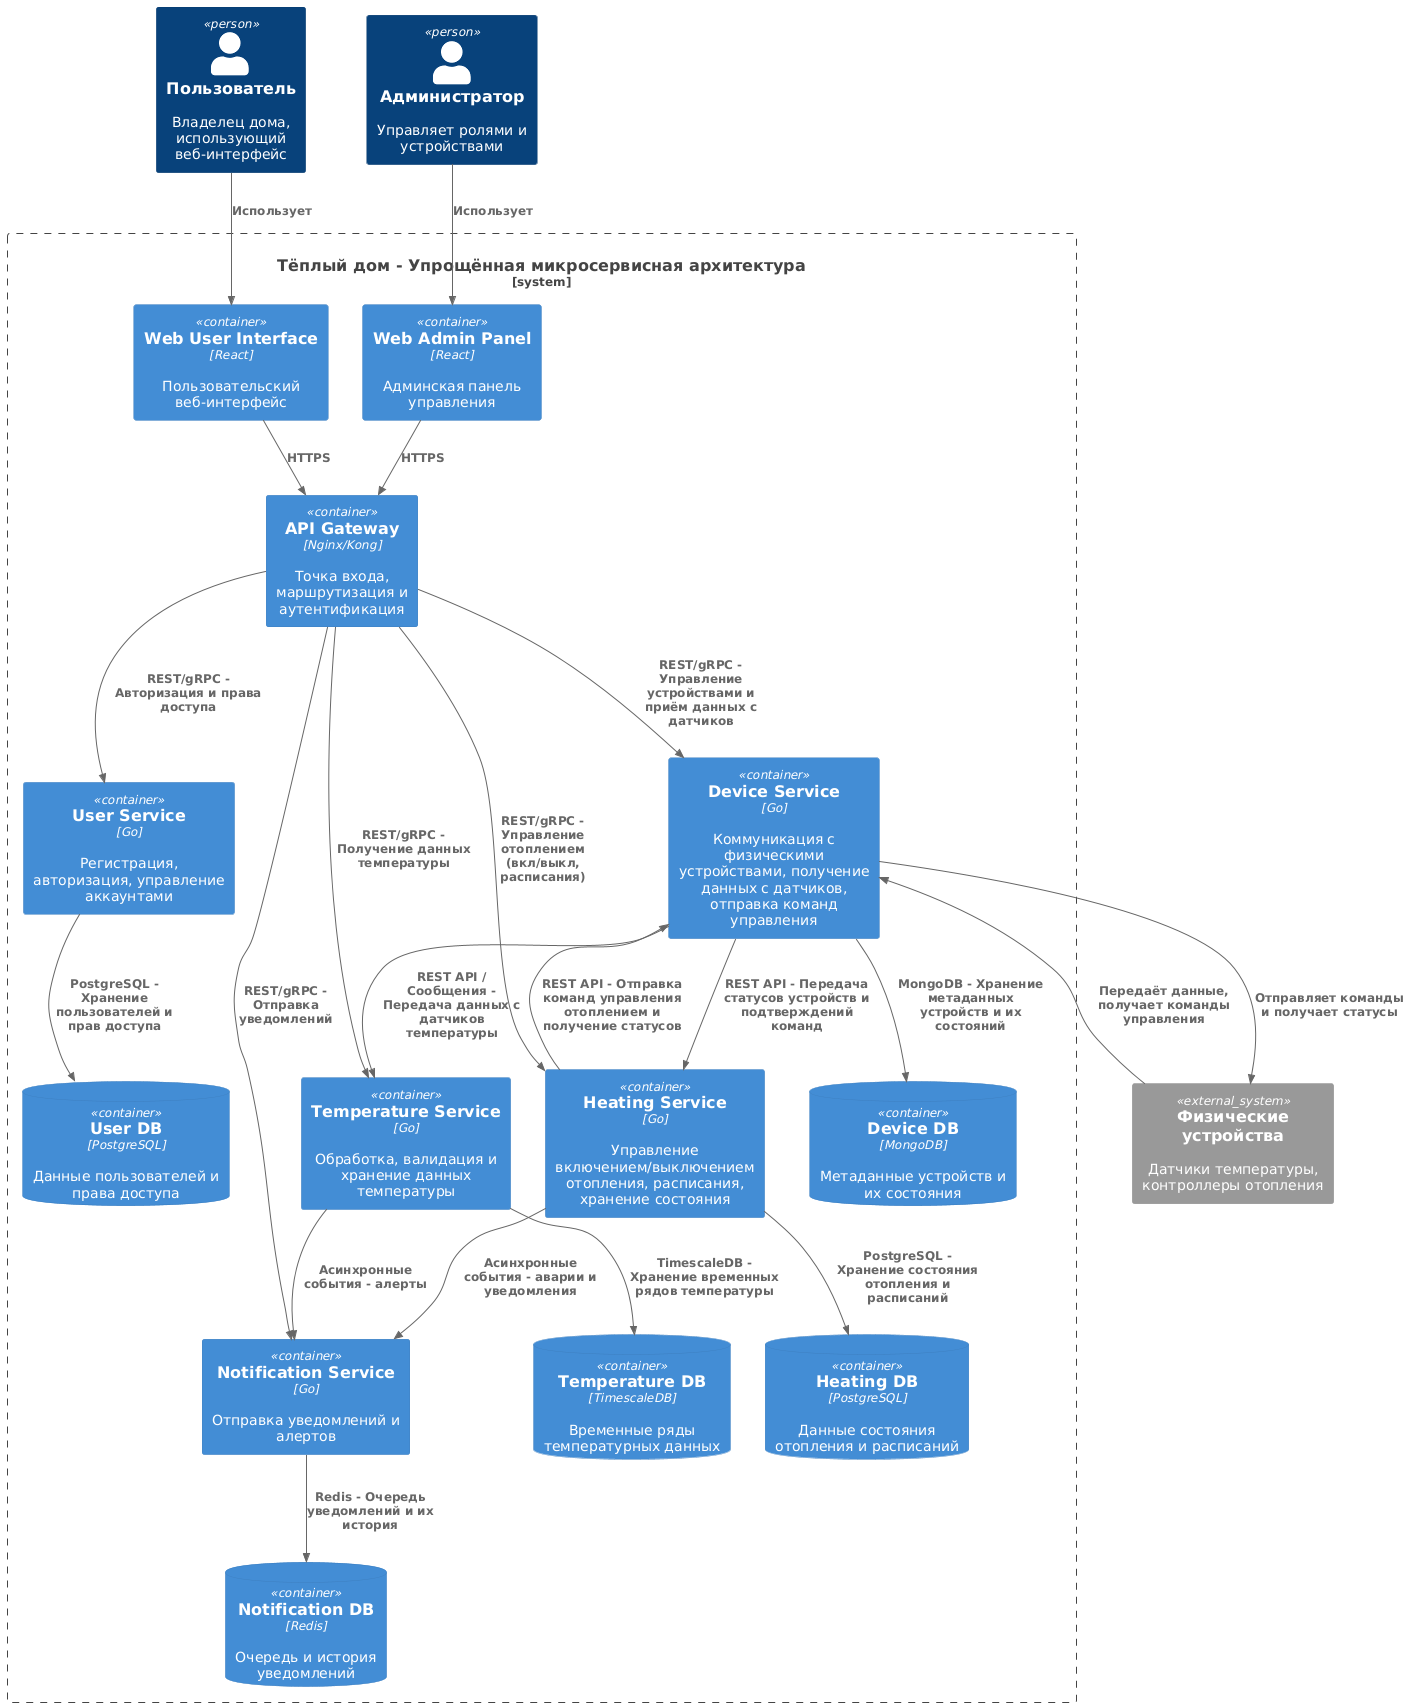 «person»
Пользователь
Владелец дома,
использующий
веб-интерфейс
«person»
Администратор
Управляет ролями и
устройствами
Использует
Использует
Тёплый дом - Упрощённая микросервисная архитектура
[system]
«container»
Web User Interface
[React]
Пользовательский
веб-интерфейс
«container»
Web Admin Panel
[React]
Админская панель
управления
HTTPS
HTTPS
«container»
API Gateway
[Nginx/Kong]
Точка входа,
маршрутизация и
аутентификация
REST/gRPC -
Авторизация и права
доступа
REST/gRPC -
Управление
устройствами и
приём данных с
датчиков
«container»
User Service
[Go]
Регистрация,
авторизация, управление
аккаунтами
REST/gRPC -
Получение данных
температуры
REST/gRPC -
Управление
отоплением
(вкл/выкл,
расписания)
«container»
Device Service
[Go]
Коммуникация с
физическими
устройствами, получение
данных с датчиков,
отправка команд
управления
PostgreSQL -
Хранение
пользователей и
прав доступа
REST/gRPC -
Отправка
уведомлений
REST API /
Сообщения -
Передача данных с
датчиков
температуры
REST API - Отправка
команд управления
отоплением и
получение статусов
REST API - Передача
статусов устройств и
подтверждений
команд
MongoDB - Хранение
метаданных
устройств и их
состояний
Передаёт данные,
получает команды
управления
Отправляет команды
и получает статусы
«container»
User DB
[PostgreSQL]
Данные пользователей и
права доступа
«container»
Temperature Service
[Go]
Обработка, валидация и
хранение данных
температуры
«container»
Heating Service
[Go]
Управление
включением/выключением
отопления, расписания,
хранение состояния
«container»
Device DB
[MongoDB]
Метаданные устройств и
их состояния
«external_system»
Физические
устройства
Датчики температуры,
контроллеры отопления
Асинхронные
события - алерты
Асинхронные
события - аварии и
уведомления
TimescaleDB -
Хранение временных
рядов температуры
PostgreSQL -
Хранение состояния
отопления и
расписаний
«container»
Notification Service
[Go]
Отправка уведомлений и
алертов
«container»
Temperature DB
[TimescaleDB]
Временные ряды
температурных данных
«container»
Heating DB
[PostgreSQL]
Данные состояния
отопления и расписаний
Redis - Очередь
уведомлений и их
история
«container»
Notification DB
[Redis]
Очередь и история
уведомлений